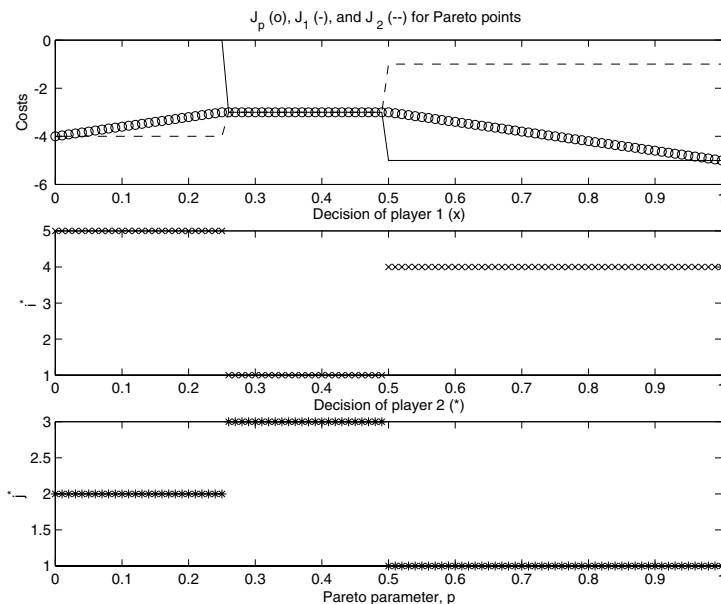 J_p (o), J_1 (-), and J_2 (--) for Pareto points
0
-2
-4
-6
Costs
0 0.1 0.2 0.3 0.4 0.5 0.6 0.7 0.8 0.9 1
Decision of player 1 (x)
5
4
3
2
1
i*
0 0.1 0.2 0.3 0.4 0.5 0.6 0.7 0.8 0.9 1
Decision of player 2 (*)
3
2.5
2
1.5
1
j*
0 0.1 0.2 0.3 0.4 0.5 0.6 0.7 0.8 0.9 1
Pareto parameter, p